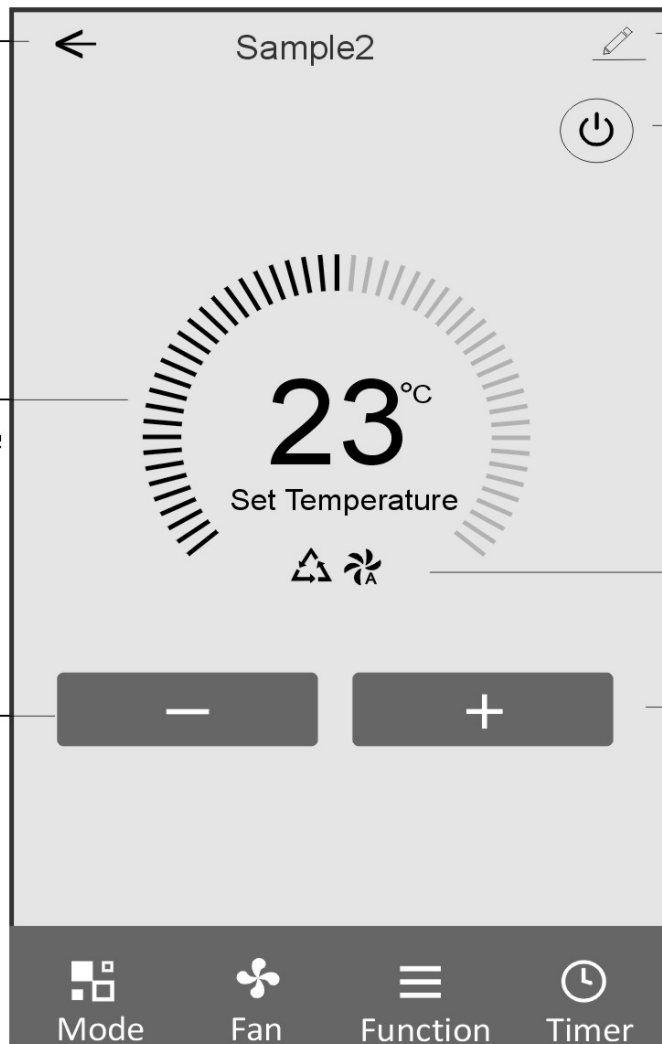 Sample2
23°C
Set Temperature
A
− +
Mode Fan Function Timer